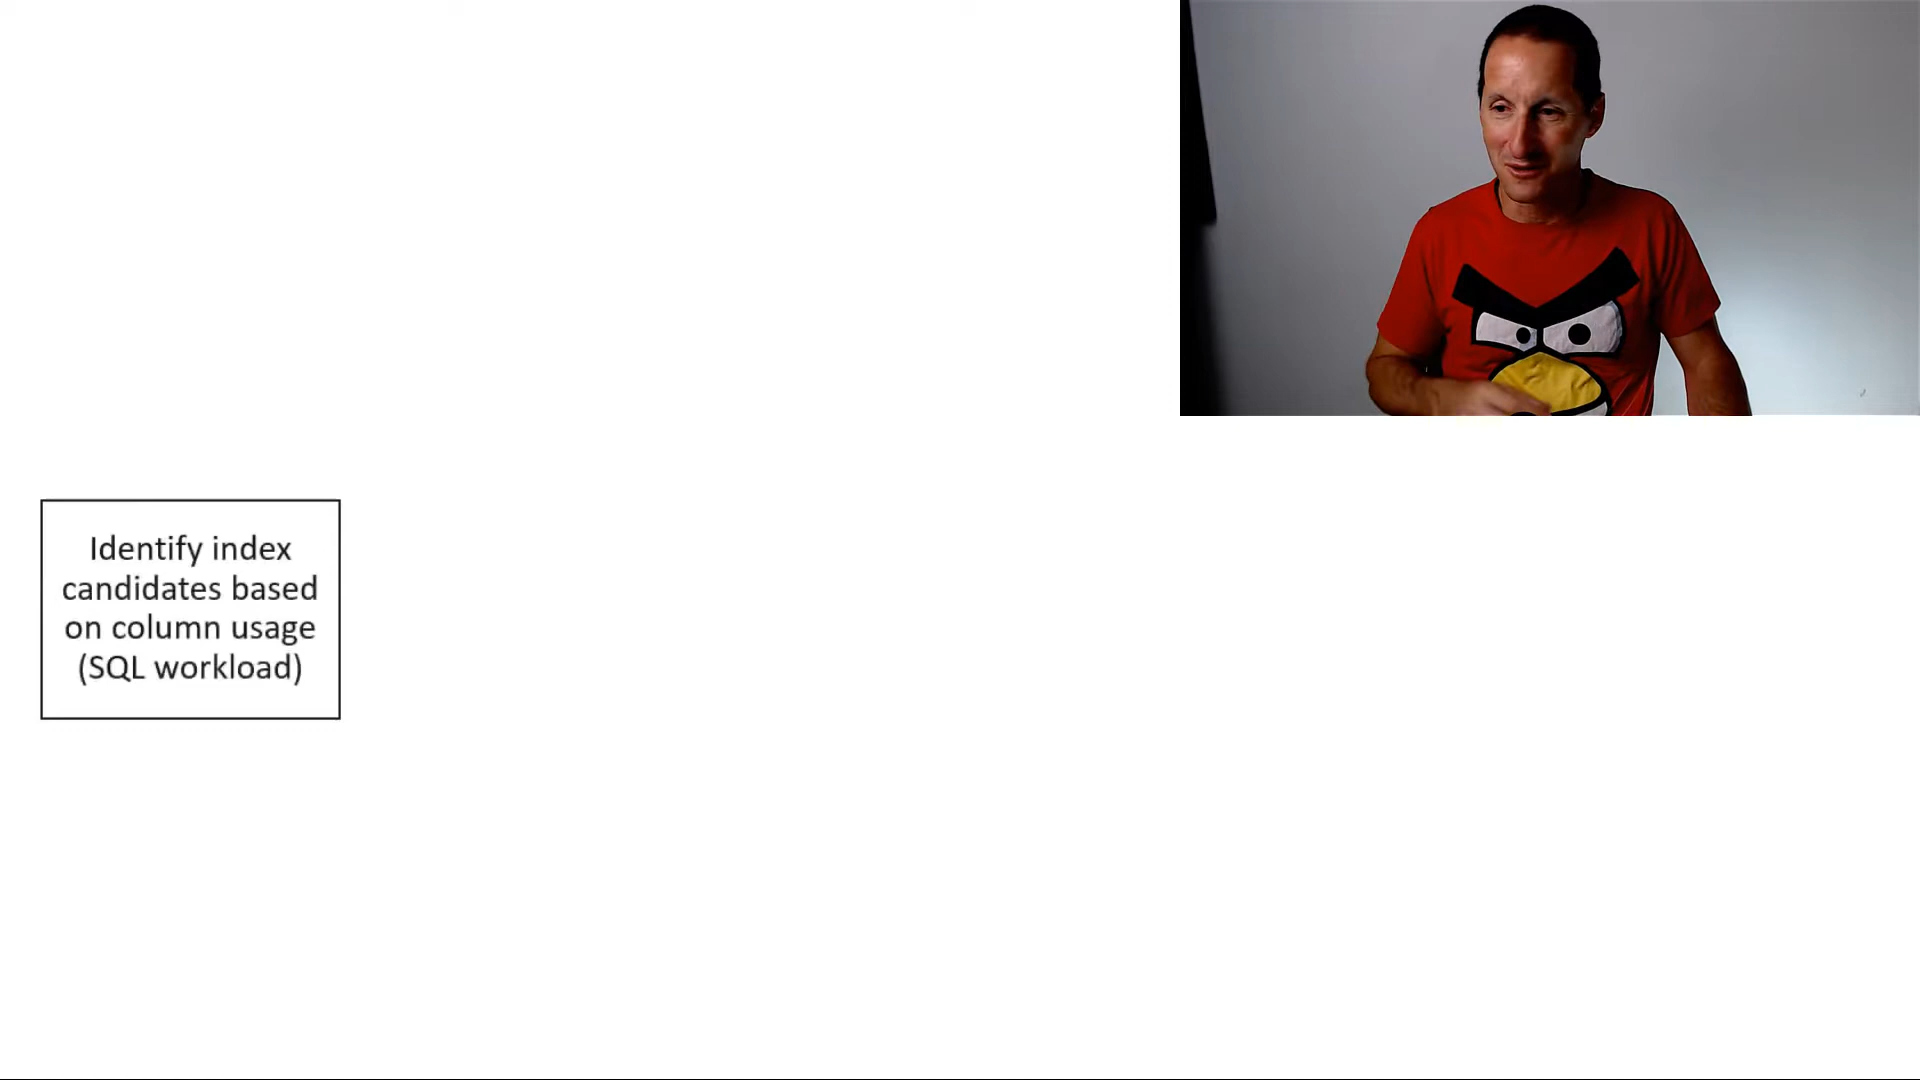 Identify index
candidates based
on column usage
(SQL workload)